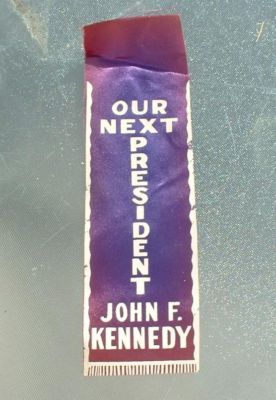 OUR
NEXT
PRESIDENT
JOHN F.
KENNEDY